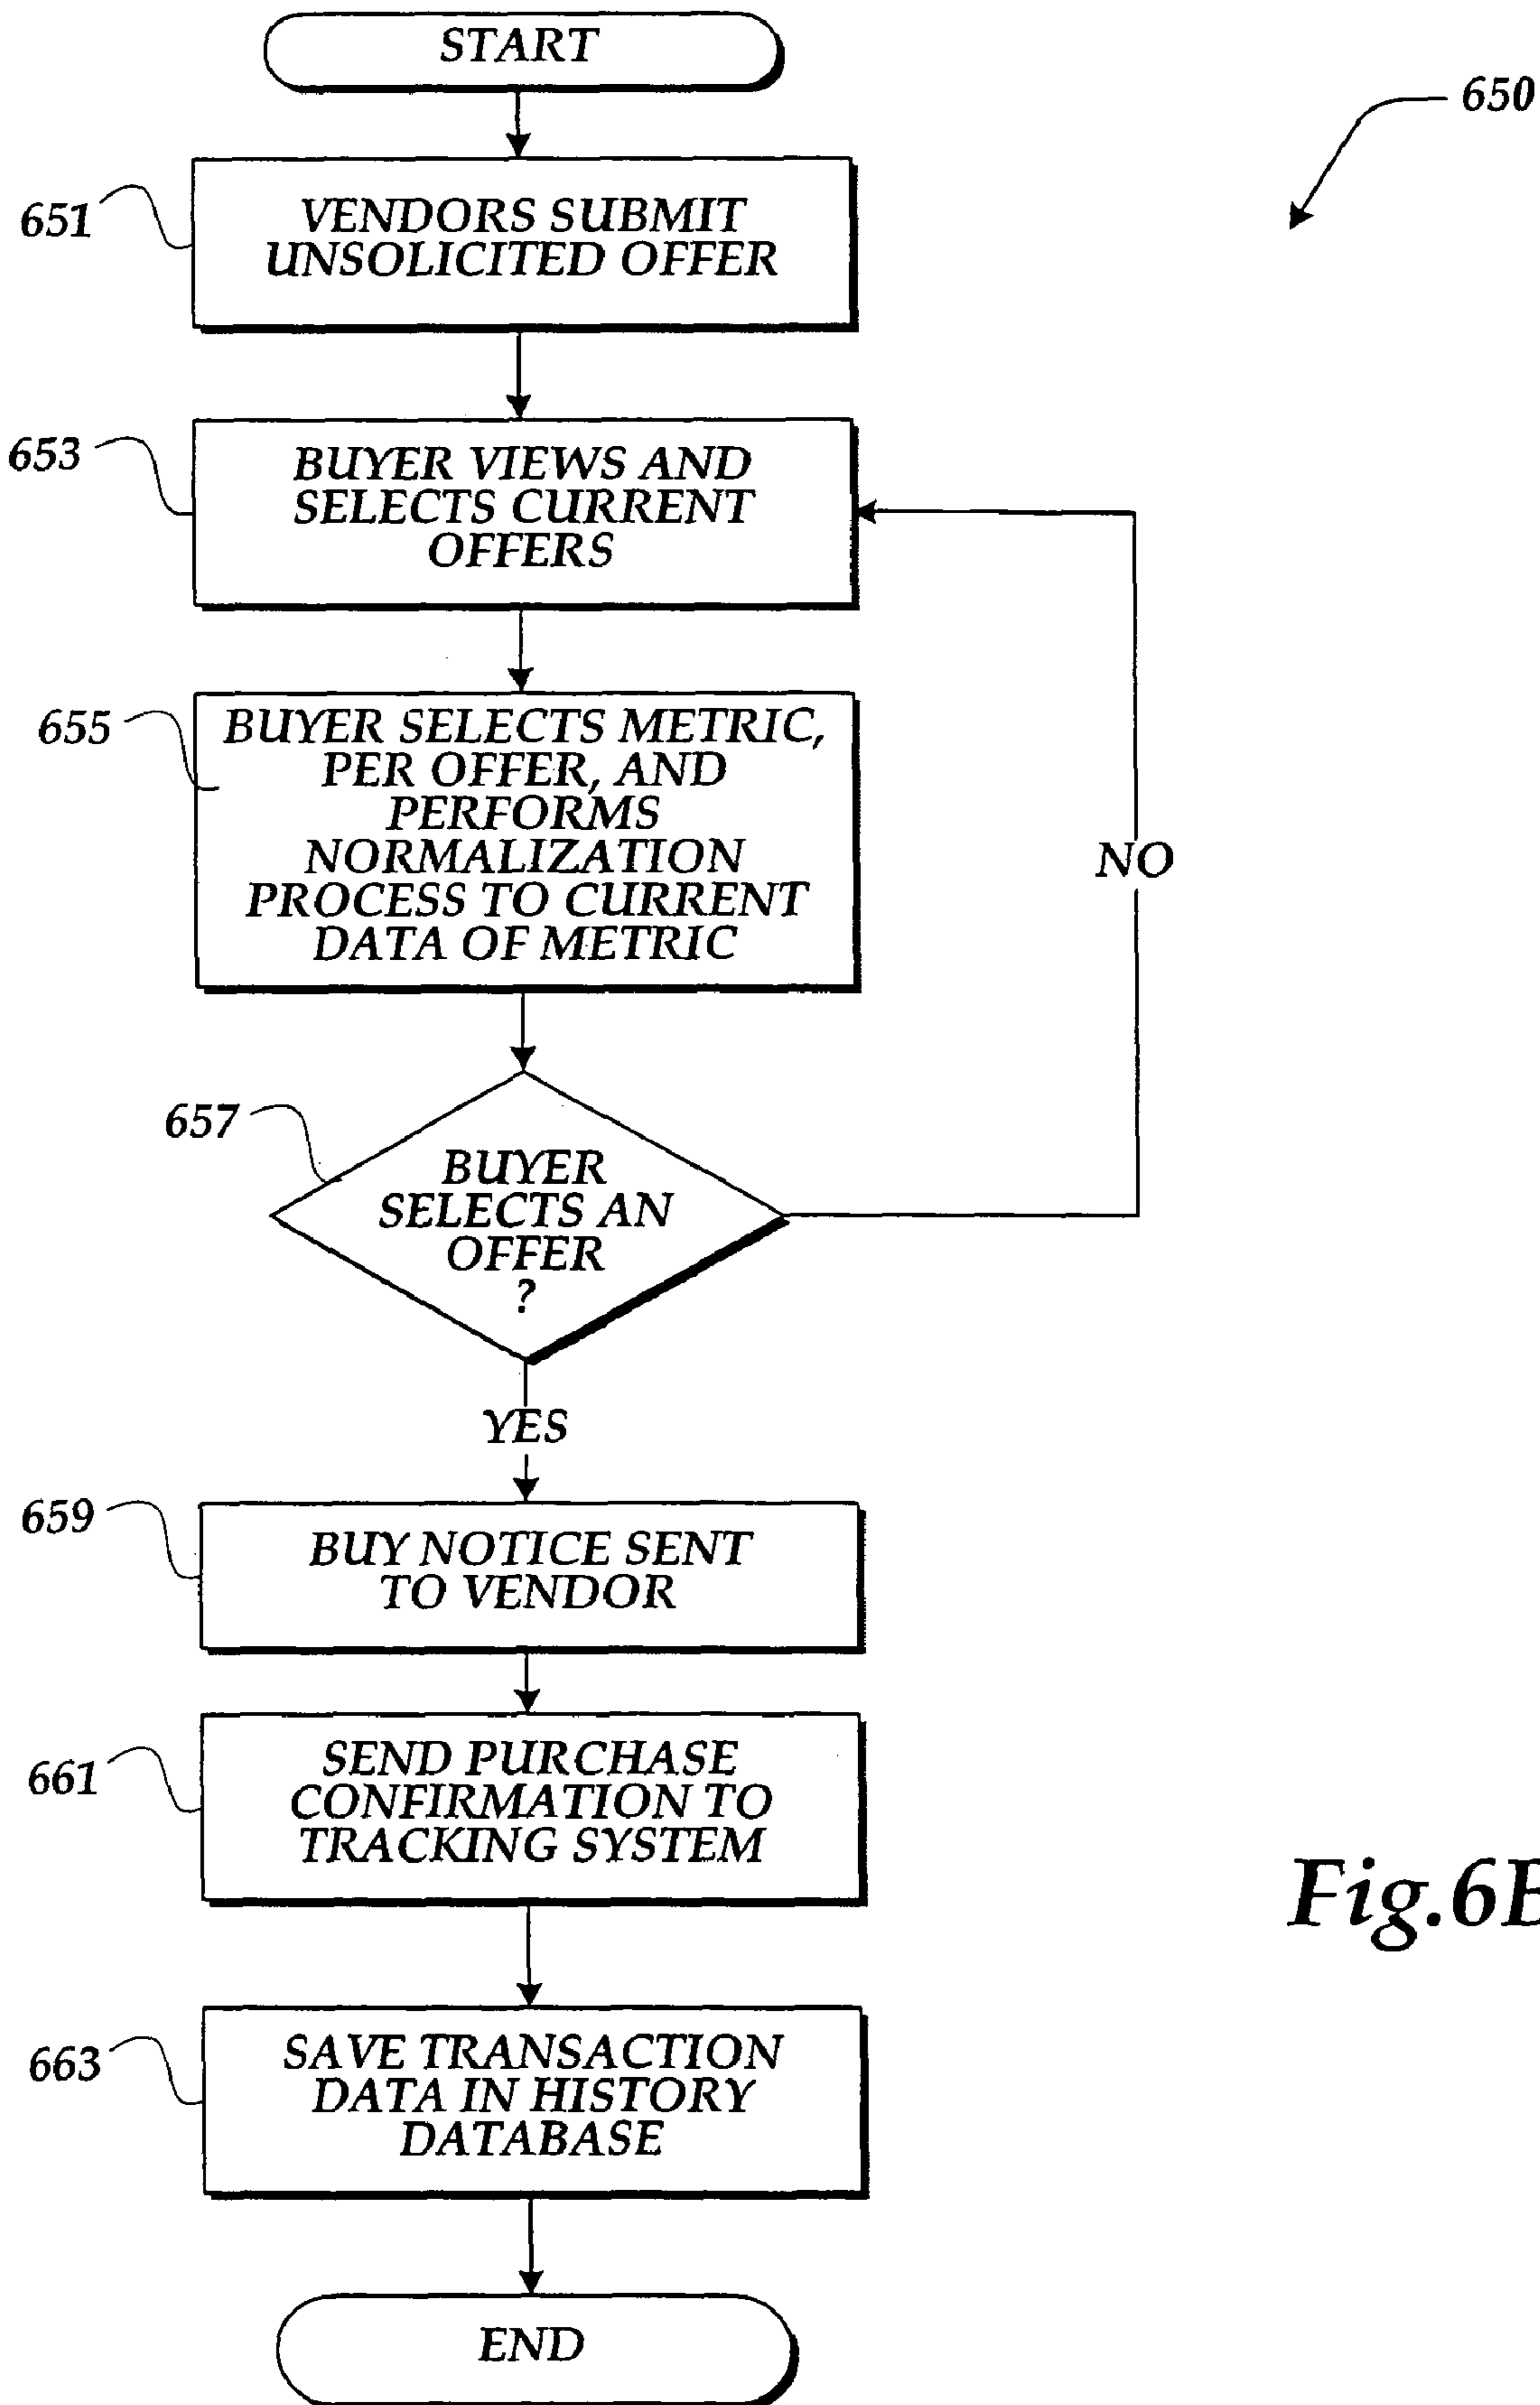 START
650
651
VENDORS SUBMIT
UNSOLICITED OFFER
653
BUYER VIEWS AND
SELECTS CURRENT
OFFERS
655
BUYER SELECTS METRIC,
PER OFFER, AND
PERFORMS
NORMALIZATION
PROCESS TO CURRENT
DATA OF METRIC
NO
657
BUYER
SELECTS AN
OFFER
?
YES
659
BUY NOTICE SENT
TO VENDOR
661
SEND PURCHASE
CONFIRMATION TO
TRACKING SYSTEM
Fig.6B
663
SAVE TRANSACTION
DATA IN HISTORY
DATABASE
END